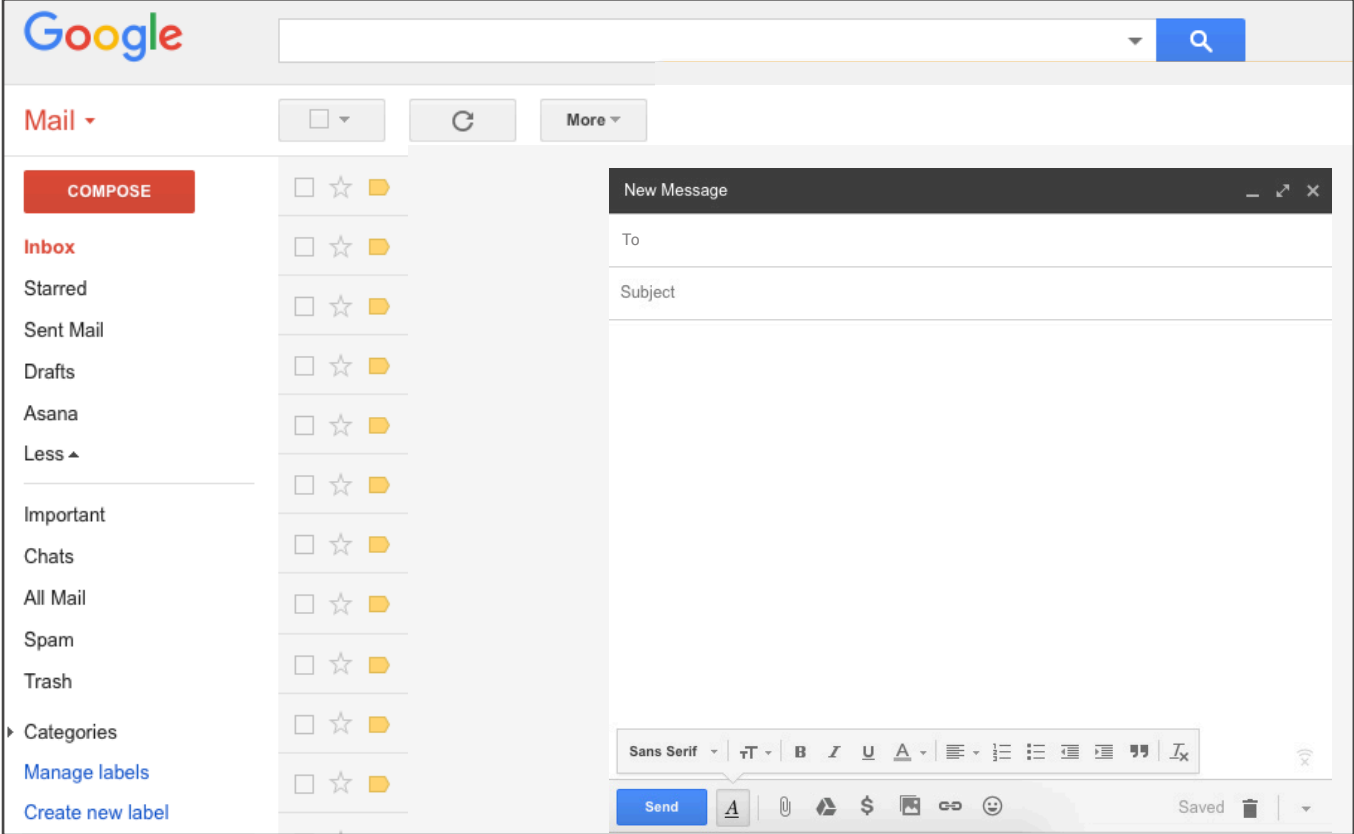 Google
Mail
More
COMPOSE
Inbox
Starred
Sent Mail
Drafts
Asana
Less
Important
Chats
All Mail
Spam
Trash
Categories
Manage labels
Create new label
New Message
To
Subject
Sans Serif
Send
Saved